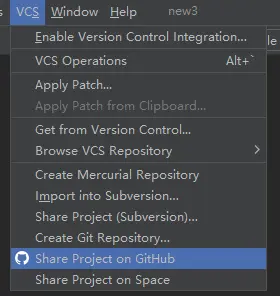 s VCS Window Help new3
Enable Version Control Integration...
le
VCS Operations Alt+`
Apply Patch...
Apply Patch from Clipboard...
Get from Version Control...
Browse VCS Repository
Create Mercurial Repository
Import into Subversion...
Share Project (Subversion)...
Create Git Repository...
Share Project on GitHub
Share Project on Space